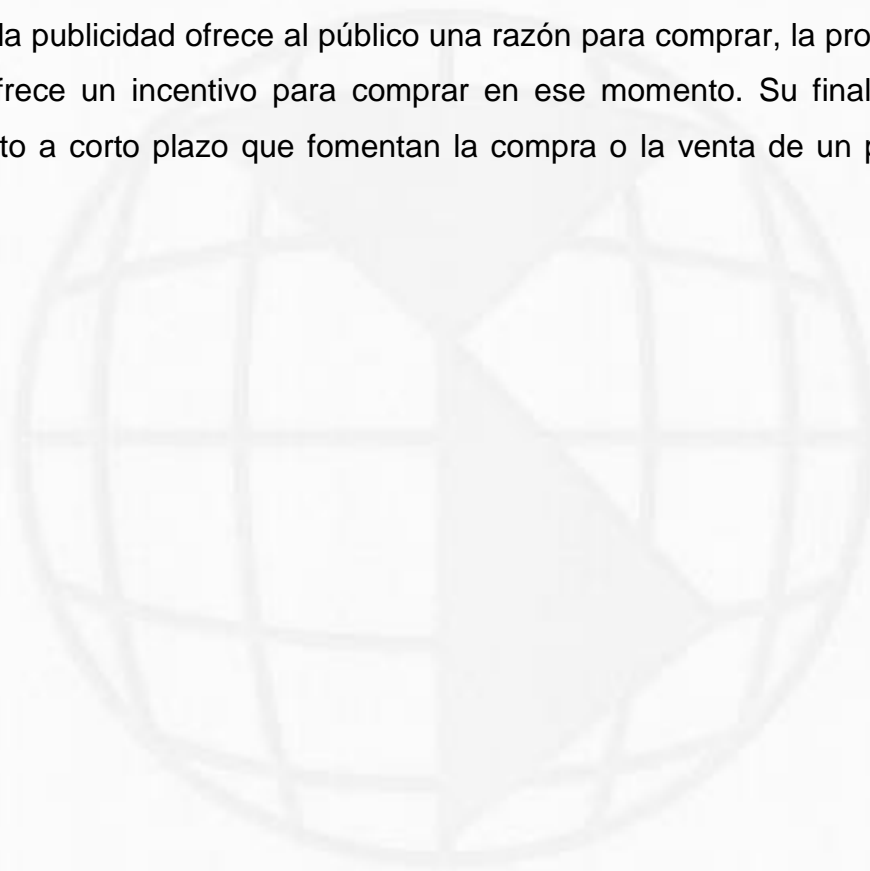 la publicidad ofrece al público una razón para comprar, la pro
frece un incentivo para comprar en ese momento. Su final
to a corto plazo que fomentan la compra o la venta de un p